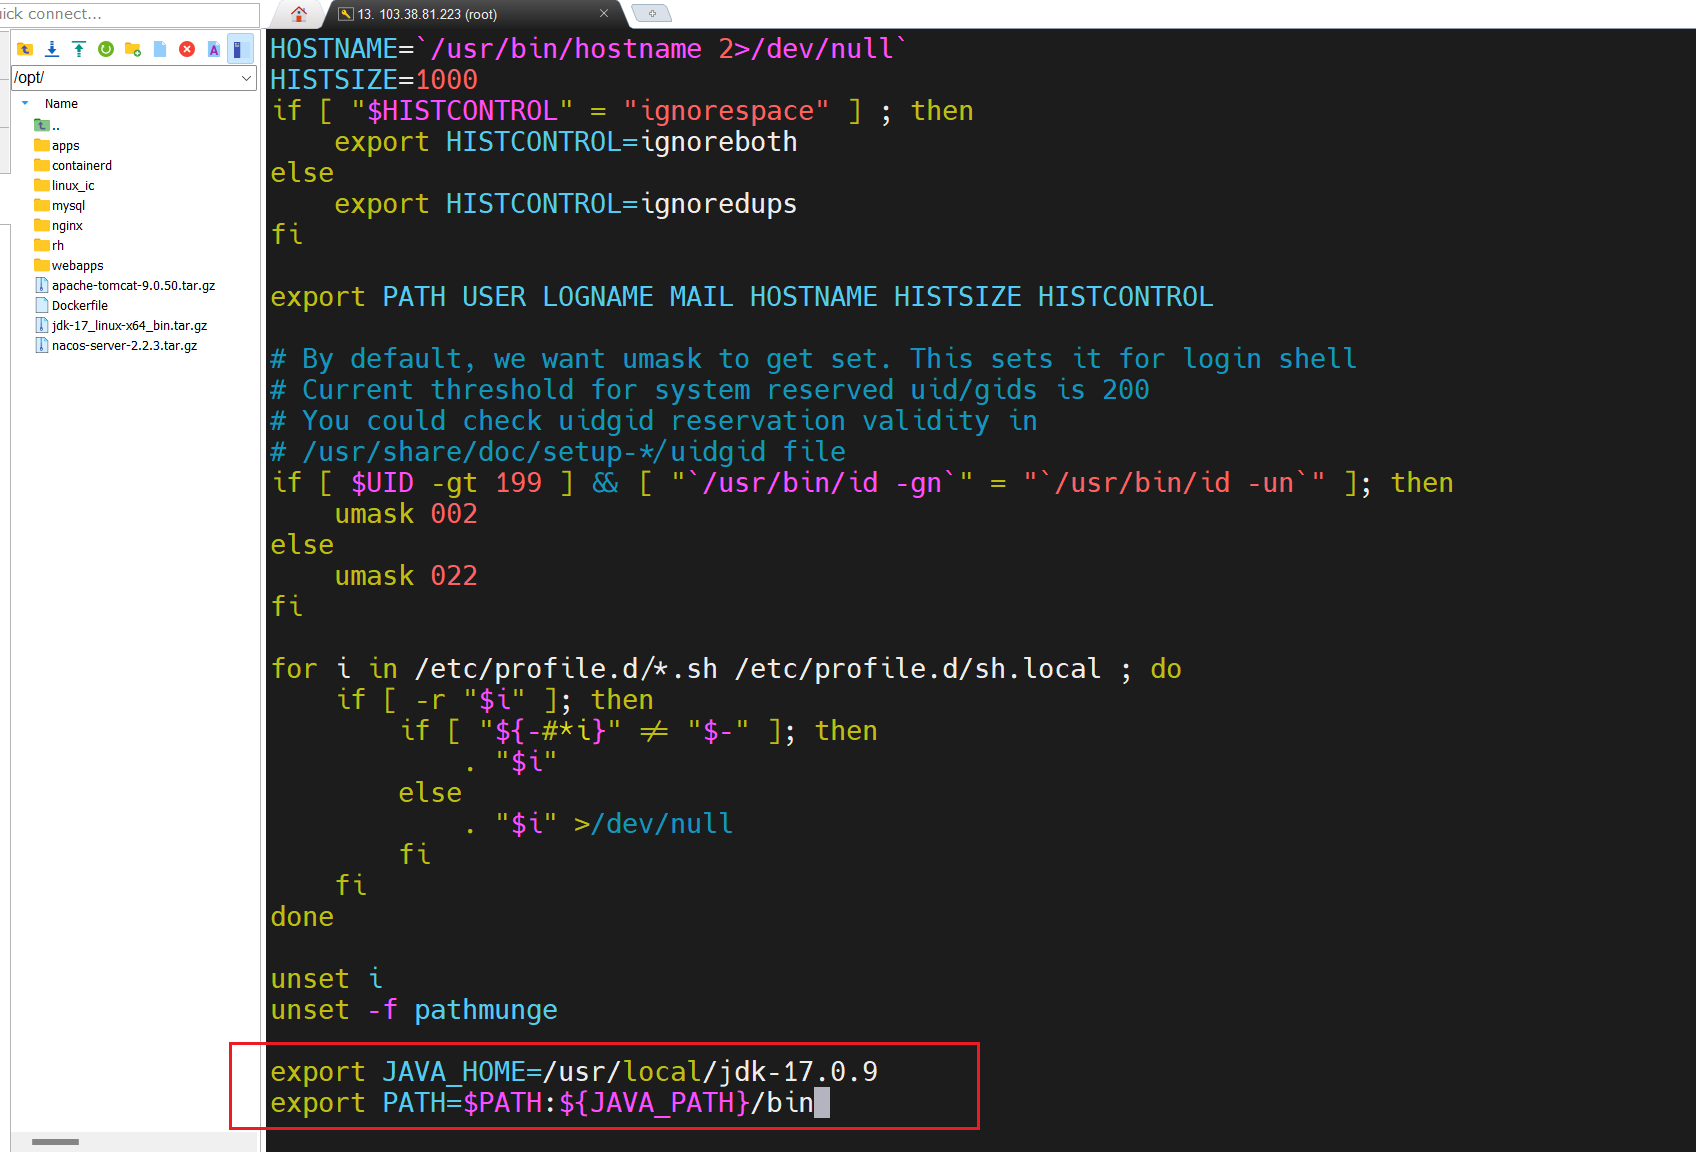 uick connect...
13. 103.38.81.223 (root)
/opt/
Name
..
apps
containerd
linux_ic
mysql
nginx
rh
webapps
apache-tomcat-9.0.50.tar.gz
Dockerfile
jdk-17_linux-x64_bin.tar.gz
nacos-server-2.2.3.tar.gz
HOSTNAME=`/usr/bin/hostname 2>/dev/null`
HISTSIZE=1000
if [ "$HISTCONTROL" = "ignorespace" ] ; then
    export HISTCONTROL=ignoreboth
else
    export HISTCONTROL=ignoredups
fi
export PATH USER LOGNAME MAIL HOSTNAME HISTSIZE HISTCONTROL
# By default, we want umask to get set. This sets it for login shell
# Current threshold for system reserved uid/gids is 200
# You could check uidgid reservation validity in
# /usr/share/doc/setup-*/uidgid file
if [ $UID -gt 199 ] && [ "`/usr/bin/id -gn`" = "`/usr/bin/id -un`" ]; then
    umask 002
else
    umask 022
fi
for i in /etc/profile.d/*.sh /etc/profile.d/sh.local ; do
    if [ -r "$i" ]; then
        if [ "${-#*i}" != "$-" ]; then
            . "$i"
        else
            . "$i" >/dev/null
        fi
    fi
done
unset i
unset -f pathmunge
export JAVA_HOME=/usr/local/jdk-17.0.9
export PATH=$PATH:${JAVA_PATH}/bin